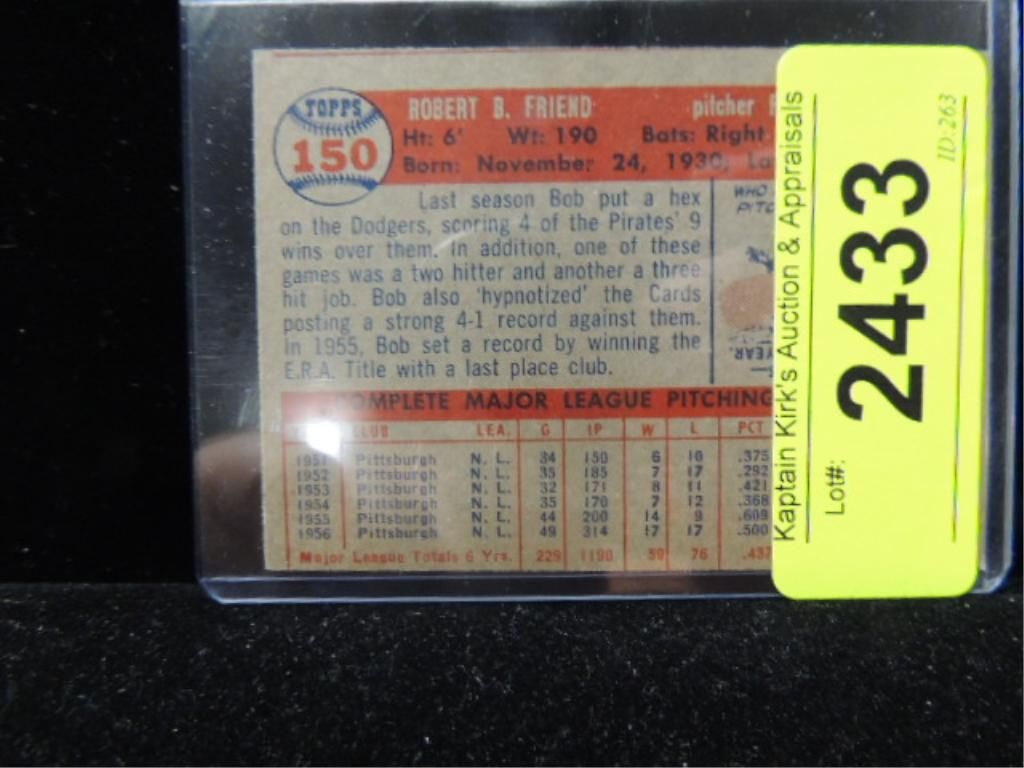 TOPPS
150
ROBERT B. FRIEND pitcher
Ht: 6' Wt: 190 Bats: Right
Born: November 24, 1930,
Last season Bob put a hex
on the Dodgers, scoring 4 of the Pirates' 9
wins over them. In addition, one of these
games was a two hitter and another a three
hit job. Bob also 'hypnotized' the Cards
posting a strong 4-1 record against them.
In 1955, Bob set a record by winning the
E.R.A. Title with a last place club.
WHO
YEAR.
COMPLETE MAJOR LEAGUE PITCHING
CLUB LEA. G IP W L PCT
1951 Pittsburgh N. L. 34 150 6 10 .375
1952 Pittsburgh N. L. 35 185 7 17 .292
1953 Pittsburgh N. L. 32 171 8 11 .421
1954 Pittsburgh N. L. 35 170 7 12 .368
1955 Pittsburgh N. L. 44 200 14 9 .609
1956 Pittsburgh N. L. 49 314 17 17 .500
Major League Totals 6 Yrs. 229 1190 59 76 .437
Kaptain Kirk's Auction & Appraisals
Lot#:
2433
ID:263